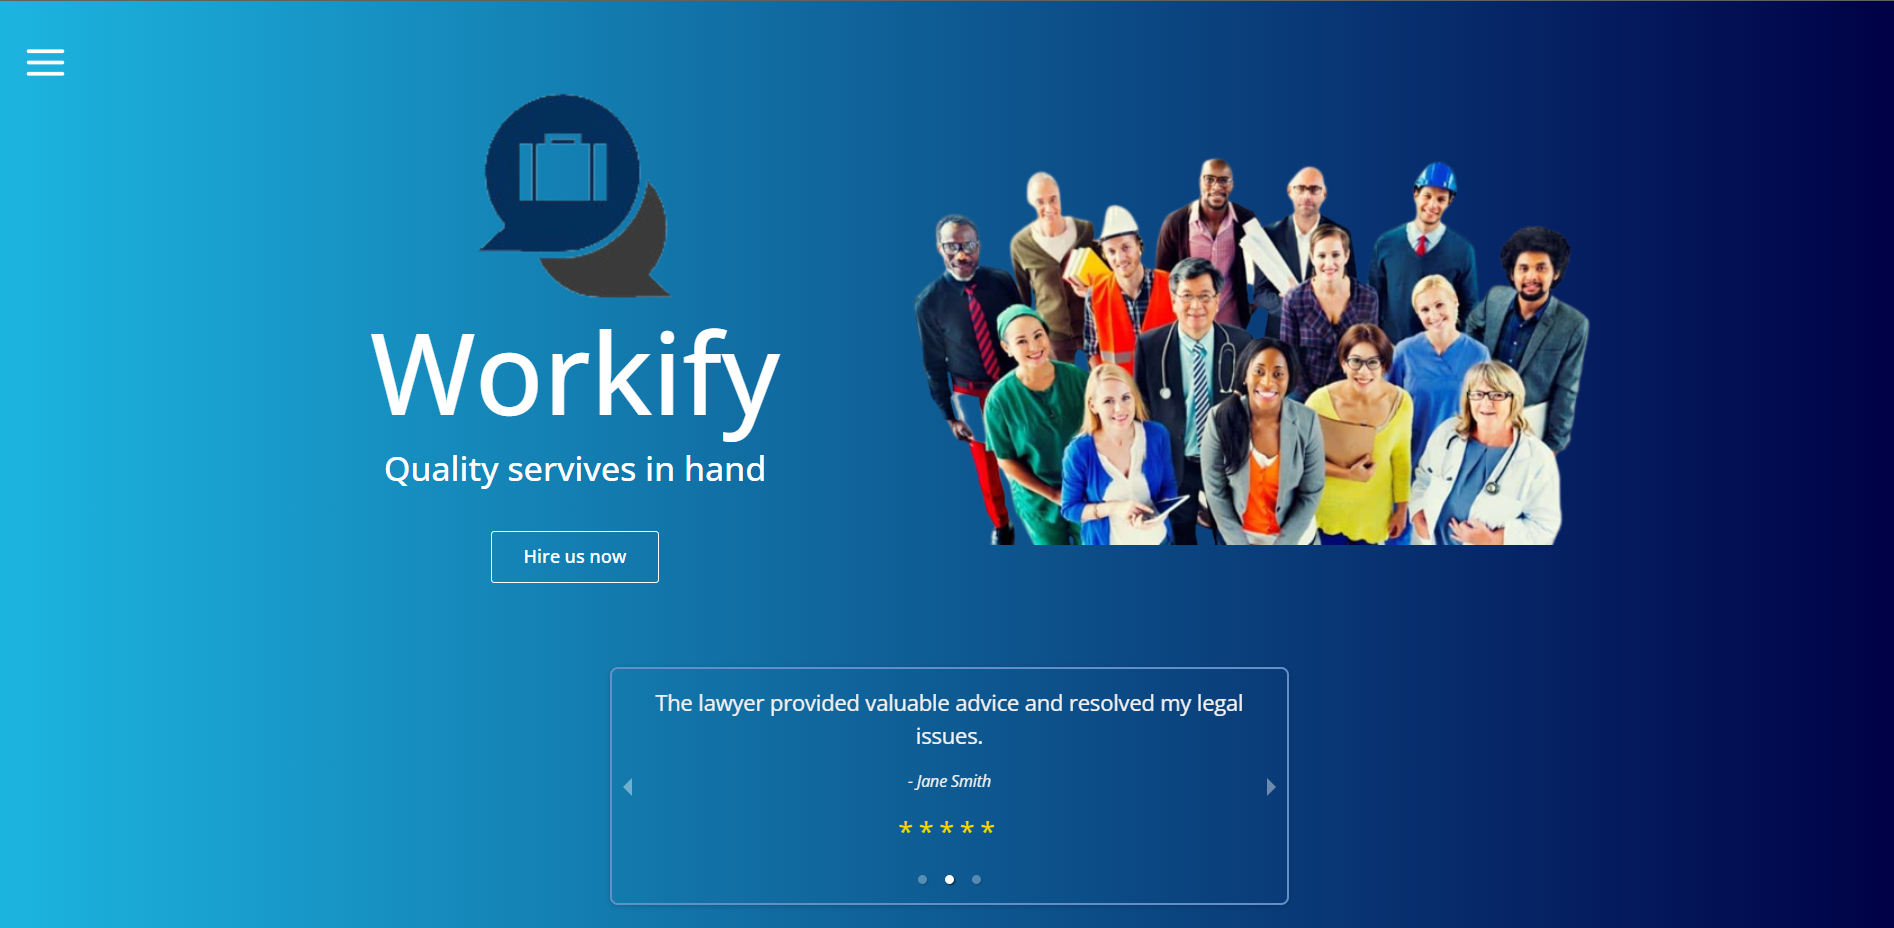 Workify
Quality servives in hand
Hire us now
The lawyer provided valuable advice and resolved my legal
issues.
- Jane Smith
* * * * *